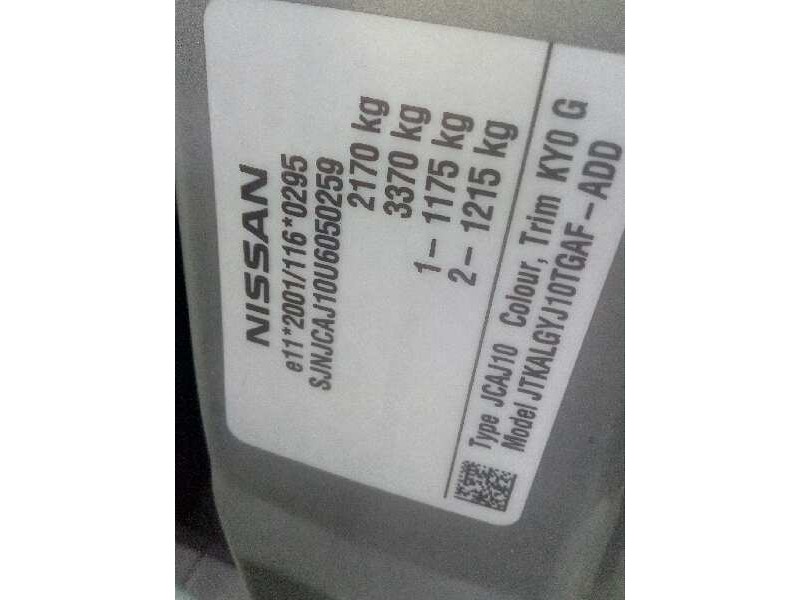 NISSAN
e11*2001/116*0295
SJNJCAJ10U6050259
2170 kg
3370 kg
1– 1175 kg
2– 1215 kg
Type JCAJ10 Colour, Trim KY0 G
Model JTKALGYJ10TGAF–ADD